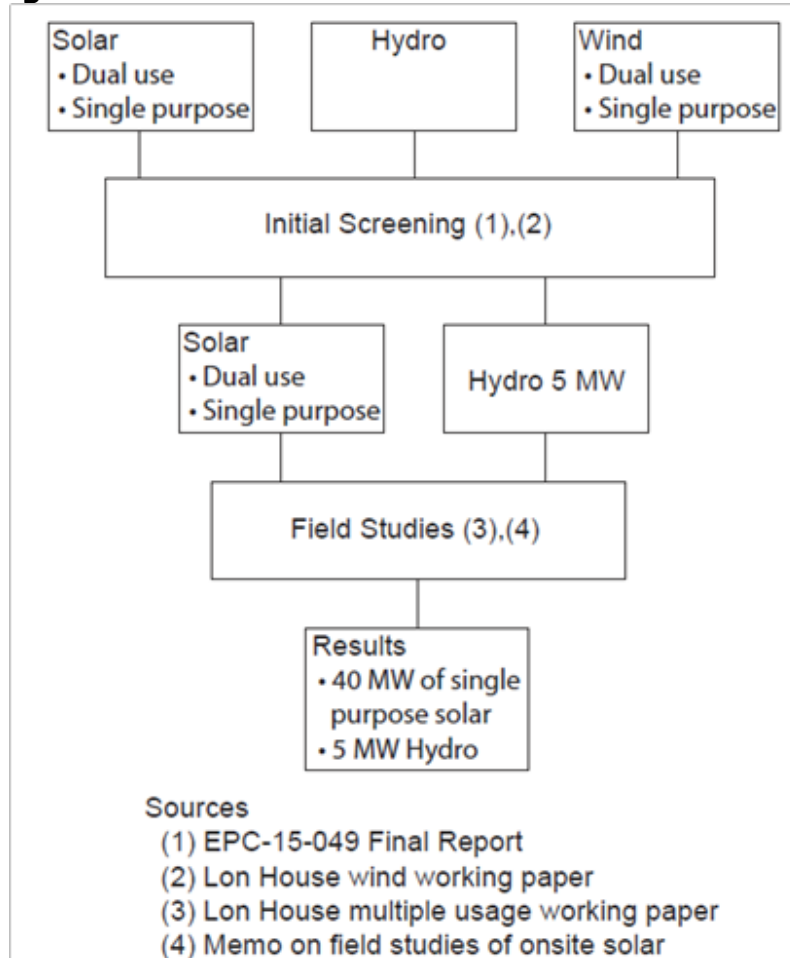 Solar
• Dual use
• Single purpose
Hydro
Wind
• Dual use
• Single purpose
Initial Screening (1),(2)
Solar
• Dual use
• Single purpose
Hydro 5 MW
Field Studies (3),(4)
Results
• 40 MW of single
purpose solar
• 5 MW Hydro
Sources
(1) EPC-15-049 Final Report
(2) Lon House wind working paper
(3) Lon House multiple usage working paper
(4) Memo on field studies of onsite solar